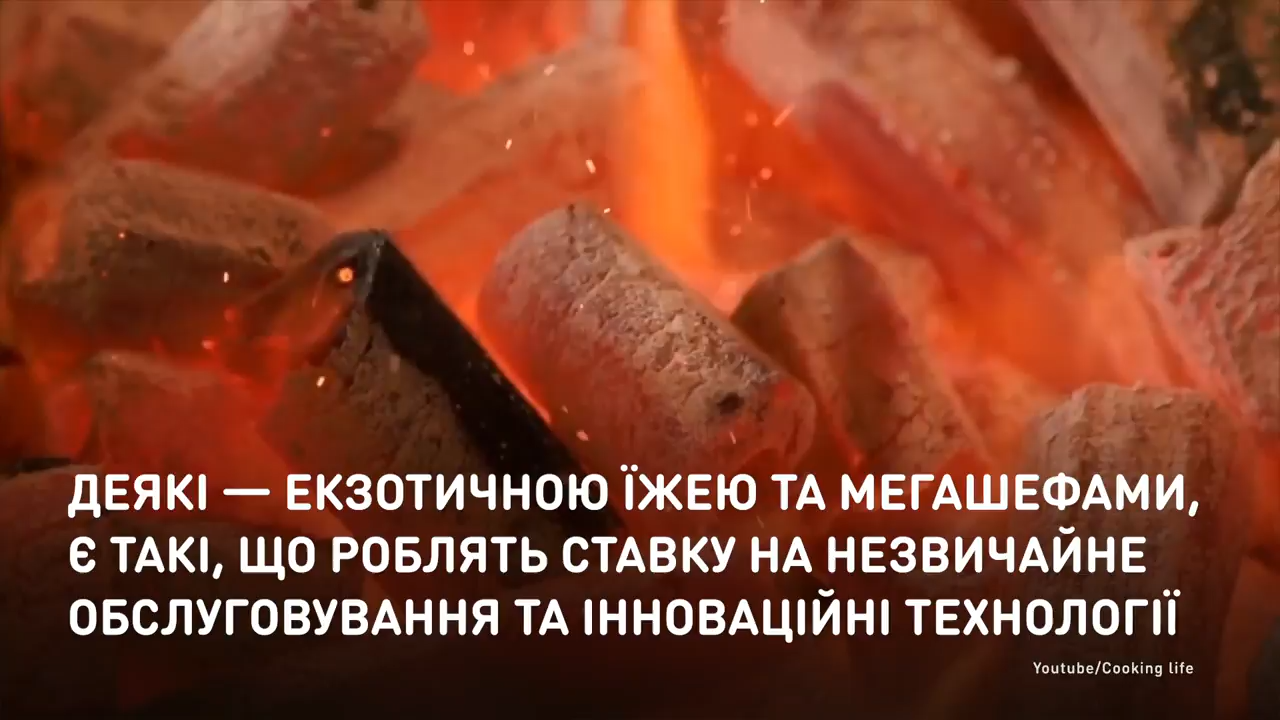 ДЕЯКІ — ЕКЗОТИЧНОЮ ЇЖЕЮ ТА МЕГАШЕФАМИ,
Є ТАКІ, ЩО РОБЛЯТЬ СТАВКУ НА НЕЗВИЧАЙНЕ
ОБСЛУГОВУВАННЯ ТА ІННОВАЦІЙНІ ТЕХНОЛОГІЇ
Youtube/Cooking life